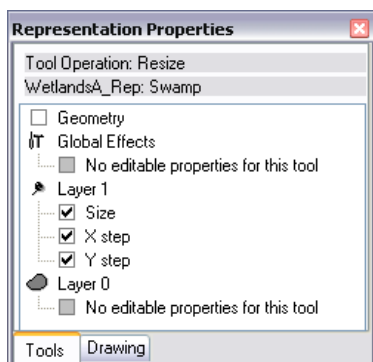 Representation Properties
Tool Operation: Resize
WetlandsA_Rep: Swamp
Geometry
Global Effects
No editable properties for this tool
Layer 1
Size
X step
Y step
Layer 0
No editable properties for this tool
Tools Drawing